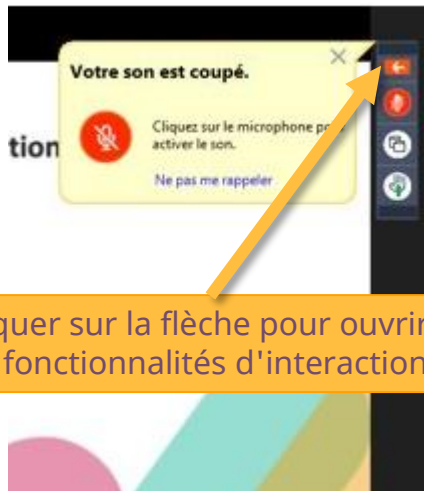 Votre son est coupé.
Cliquez sur le microphone pour
activer le son.
Ne pas me rappeler
tion
quer sur la flèche pour ouvrir
fonctionnalités d'interaction